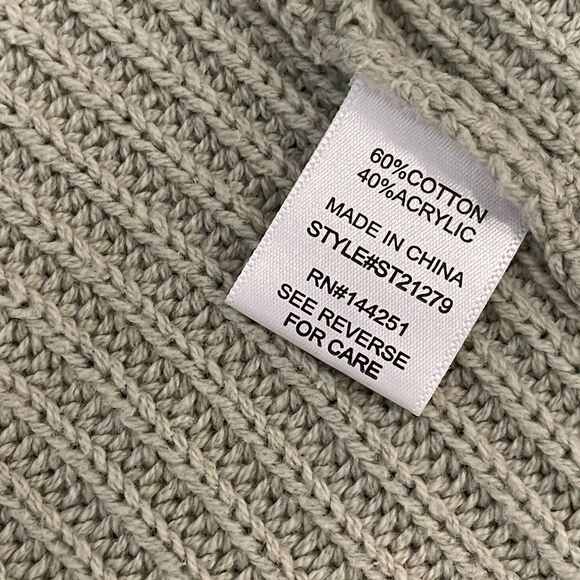 60%COTTON
40%ACRYLIC
MADE IN CHINA
STYLE#ST21279
RN#144251
SEE REVERSE
FOR CARE